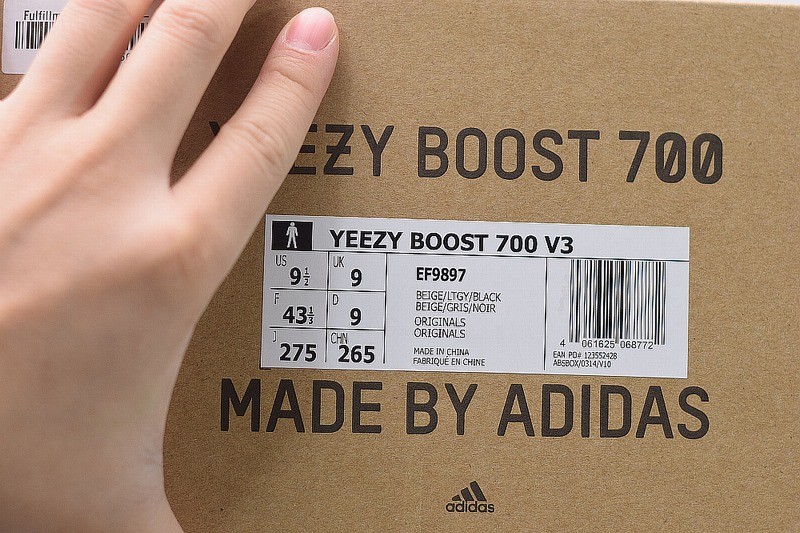 YEEZY BOOST 700
YEEZY BOOST 700 V3
US 9 1/2 UK 9
F 43 1/3 D 9
J 275 CHN 265
EF9897
BEIGE/LTGY/BLACK
BEIGE/GRIS/NOIR
ORIGINALS
ORIGINALS
MADE IN CHINA
FABRIQUÉ EN CHINE
4 061625 068772
EAN PO# 123552428
ABSBOX/0314/V10
MADE BY ADIDAS
adidas